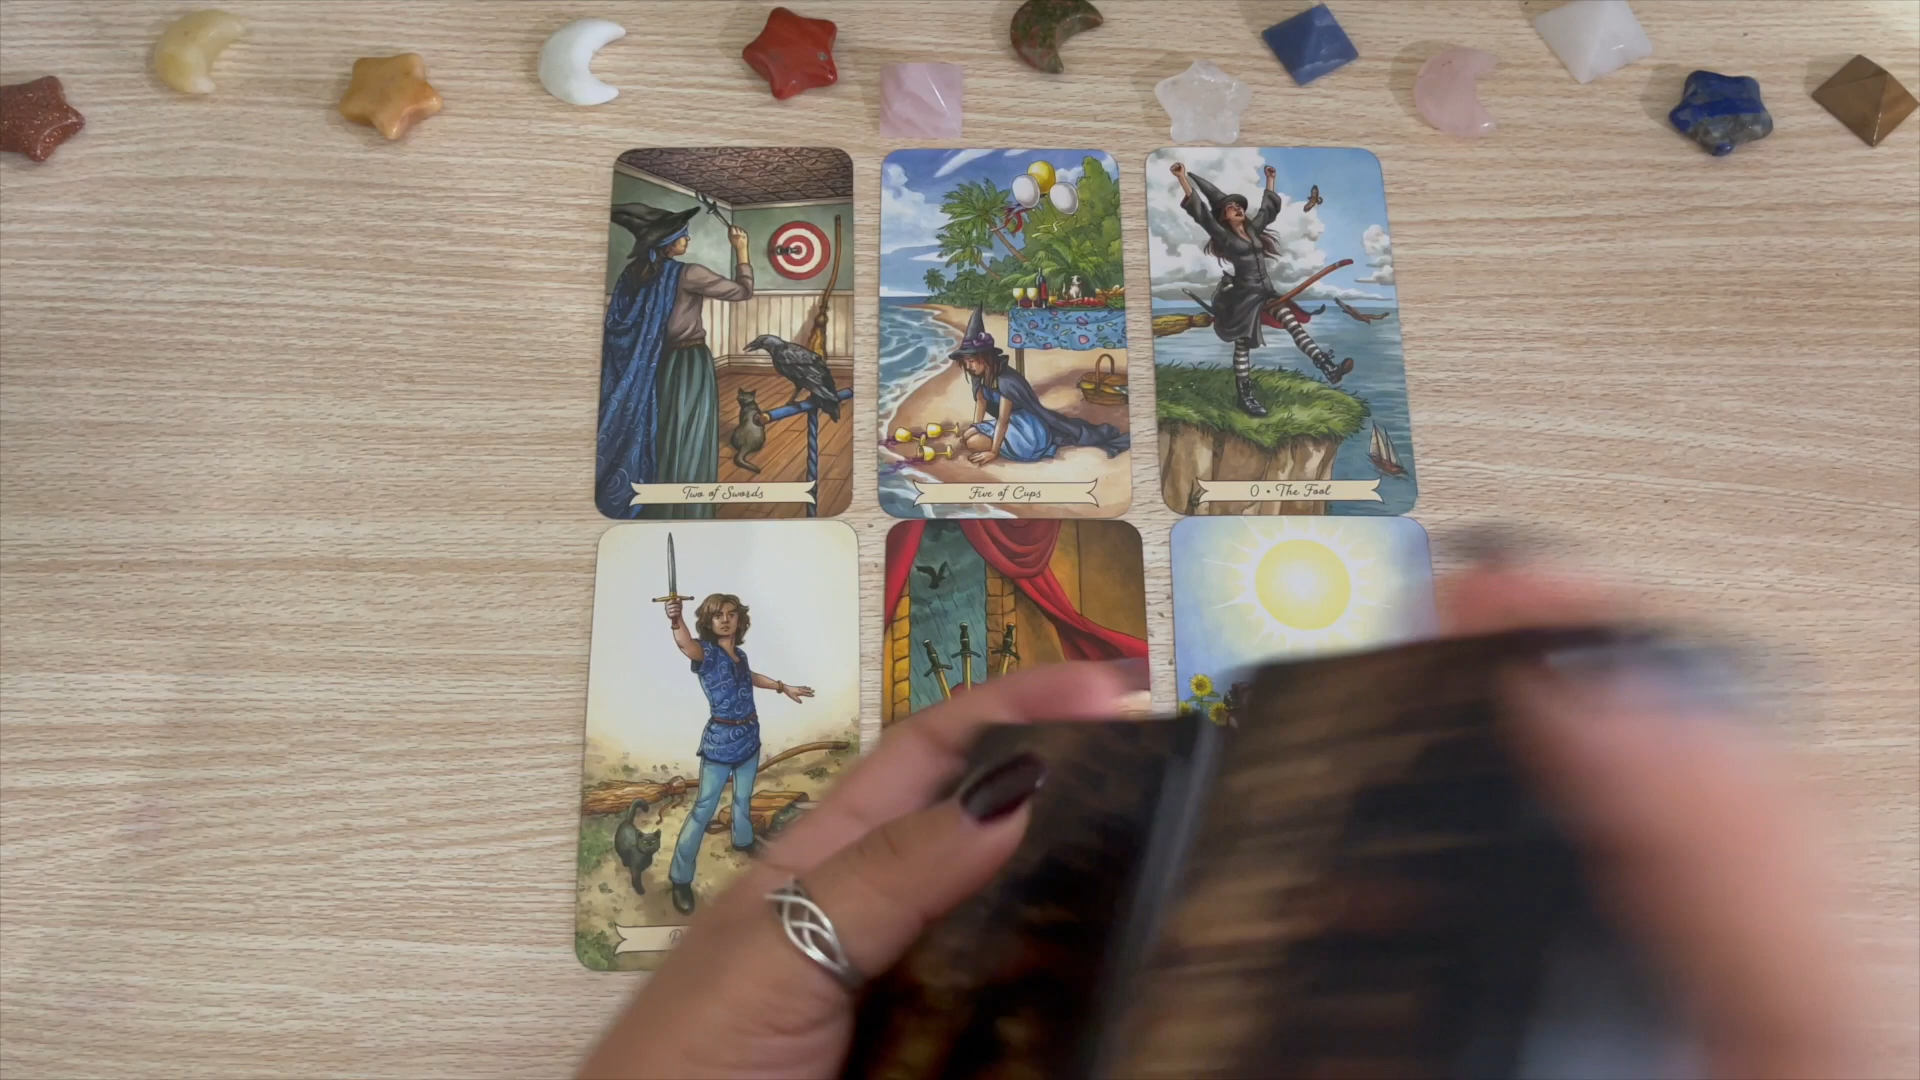 Two of Swords
Five of Cups
0 • The Fool